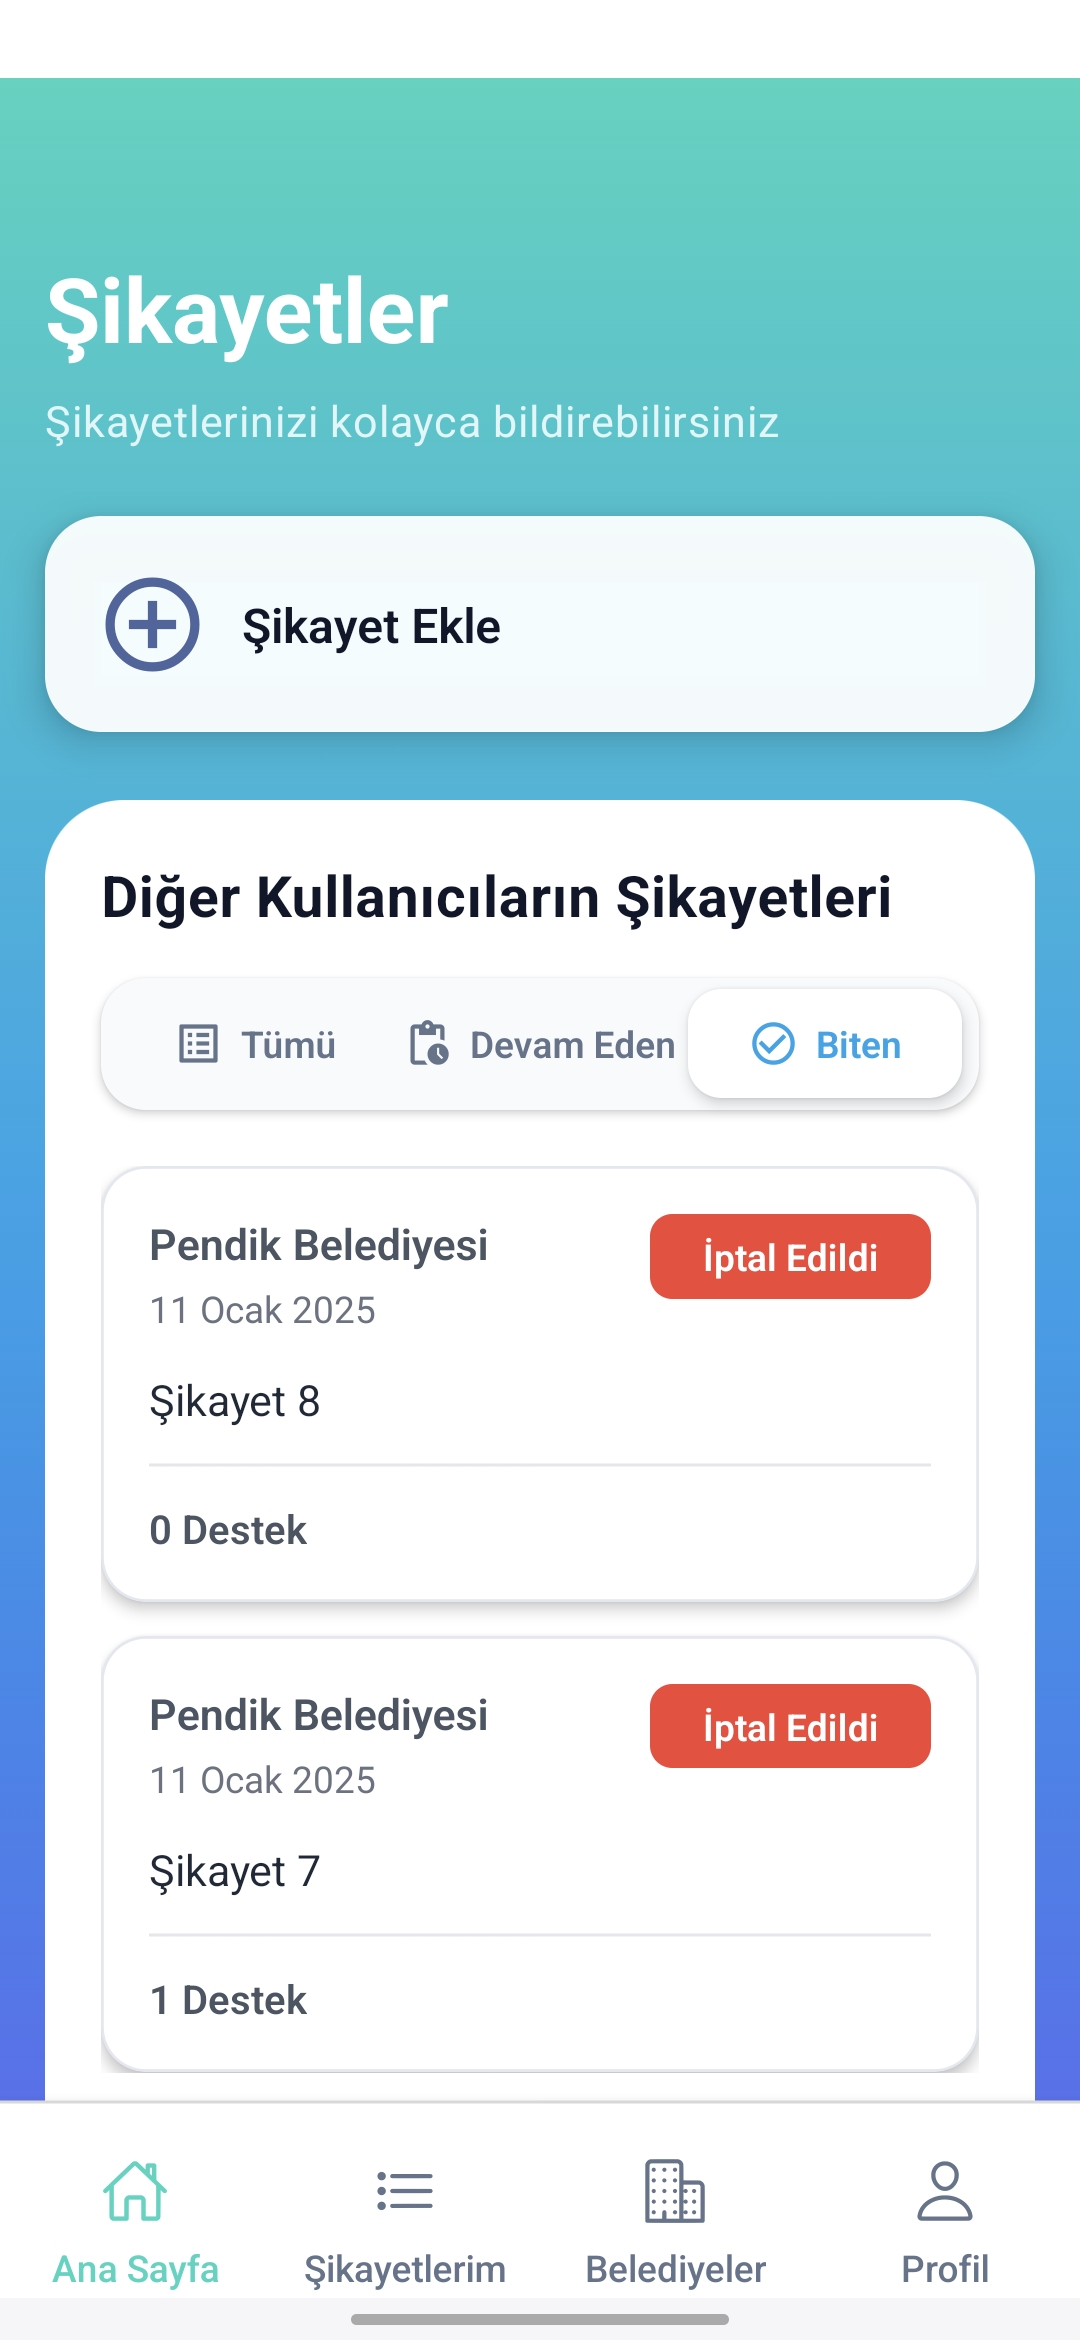 Şikayetler
Şikayetlerinizi kolayca bildirebilirsiniz
Şikayet Ekle
Diğer Kullanıcıların Şikayetleri
Tümü
Devam Eden
Biten
Pendik Belediyesi
İptal Edildi
11 Ocak 2025
Şikayet 8
0 Destek
Pendik Belediyesi
İptal Edildi
11 Ocak 2025
Şikayet 7
1 Destek
Ana Sayfa
Şikayetlerim
Belediyeler
Profil